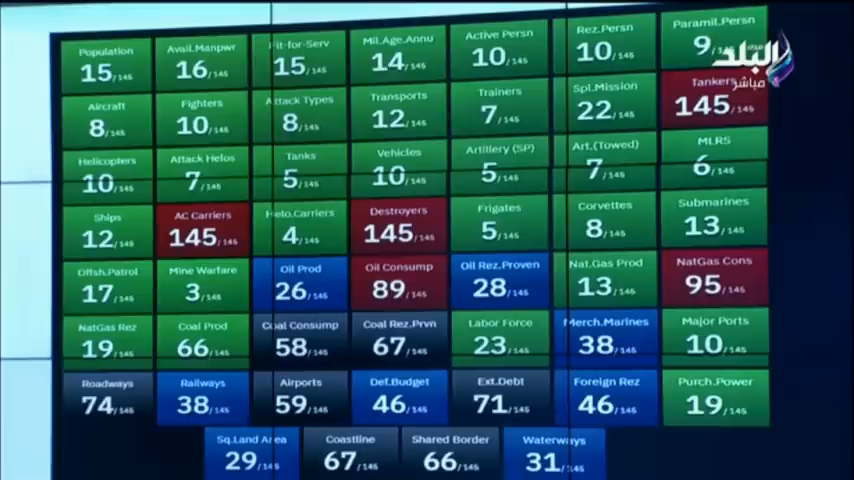 Population
15/145
Avail.Manpwr
16/145
Fit-for-Serv
15/145
Mil.Age.Annu
14/145
Active Persn
10/145
Rez.Persn
10/145
Paramil.Persn
9/145
صدى
البلد
مباشر
Aircraft
8/145
Fighters
10/145
Attack Types
8/145
Transports
12/145
Trainers
7/145
Spl.Mission
22/145
Tankers
145/145
Helicopters
10/145
Attack Helos
7/145
Tanks
5/145
Vehicles
10/145
Artillery (SP)
5/145
Art.(Towed)
7/145
MLRS
6/145
Ships
12/145
AC Carriers
145/145
Helo.Carriers
4/145
Destroyers
145/145
Frigates
5/145
Corvettes
8/145
Submarines
13/145
Offsh.Patrol
17/145
Mine Warfare
3/145
Oil Prod
26/145
Oil Consump
89/145
Oil Rez.Proven
28/145
Nat.Gas Prod
13/145
NatGas Cons
95/145
NatGas Rez
19/145
Coal Prod
66/145
Coal Consump
58/145
Coal Rez.Prvn
67/145
Labor Force
23/145
Merch.Marines
38/145
Major Ports
10/145
Roadways
74/145
Railways
38/145
Airports
59/145
Def.Budget
46/145
Ext.Debt
71/145
Foreign Rez
46/145
Purch.Power
19/145
Sq.Land Area
29/145
Coastline
67/145
Shared Border
66/145
Waterways
31/145